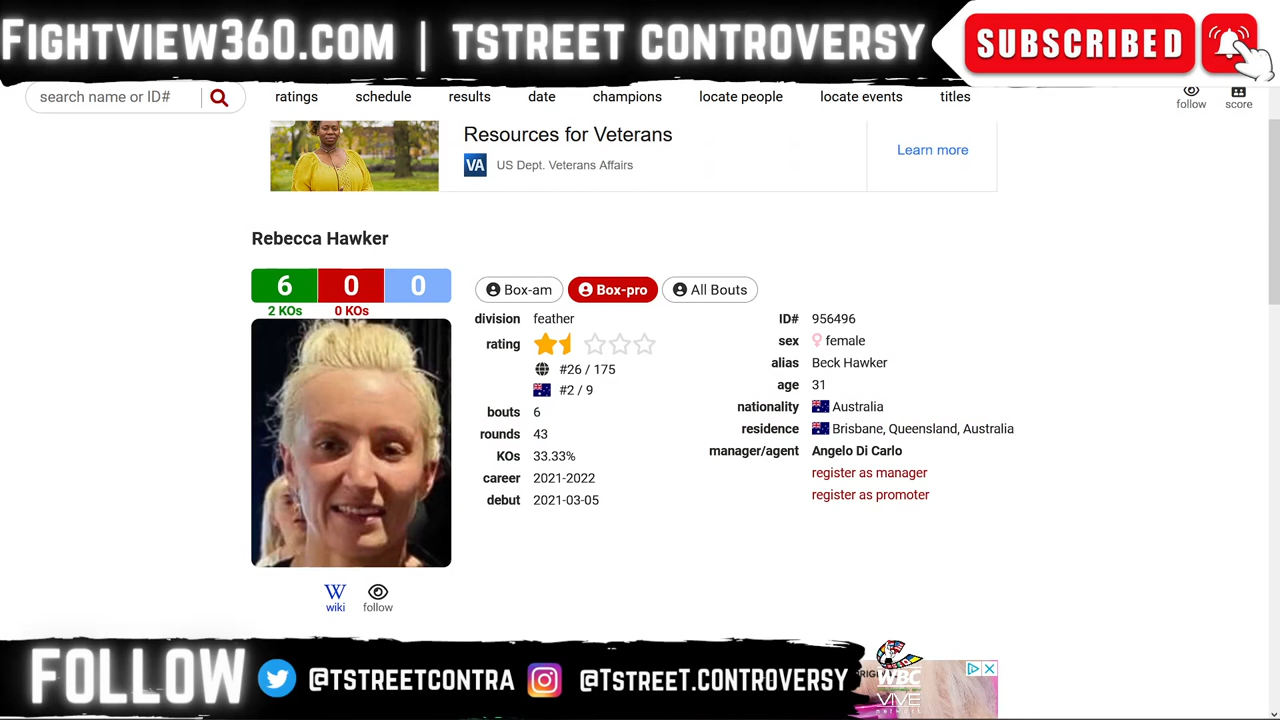 FIGHTVIEW360.COM | TSTREET CONTROVERSY
SUBSCRIBED
search name or ID#
ratings schedule results date champions locate people locate events titles
follow score
Resources for Veterans
VA US Dept. Veterans Affairs
Learn more
Rebecca Hawker
6 0 0
2 KOs 0 KOs
Box-am Box-pro All Bouts
division feather
rating
#26 / 175
#2 / 9
bouts 6
rounds 43
KOs 33.33%
career 2021-2022
debut 2021-03-05
ID# 956496
sex female
alias Beck Hawker
age 31
nationality Australia
residence Brisbane, Queensland, Australia
manager/agent Angelo Di Carlo
register as manager
register as promoter
W
wiki follow
FOLLOW @TSTREETCONTRA @TSTREET.CONTROVERSY
WBC
VIVE
network